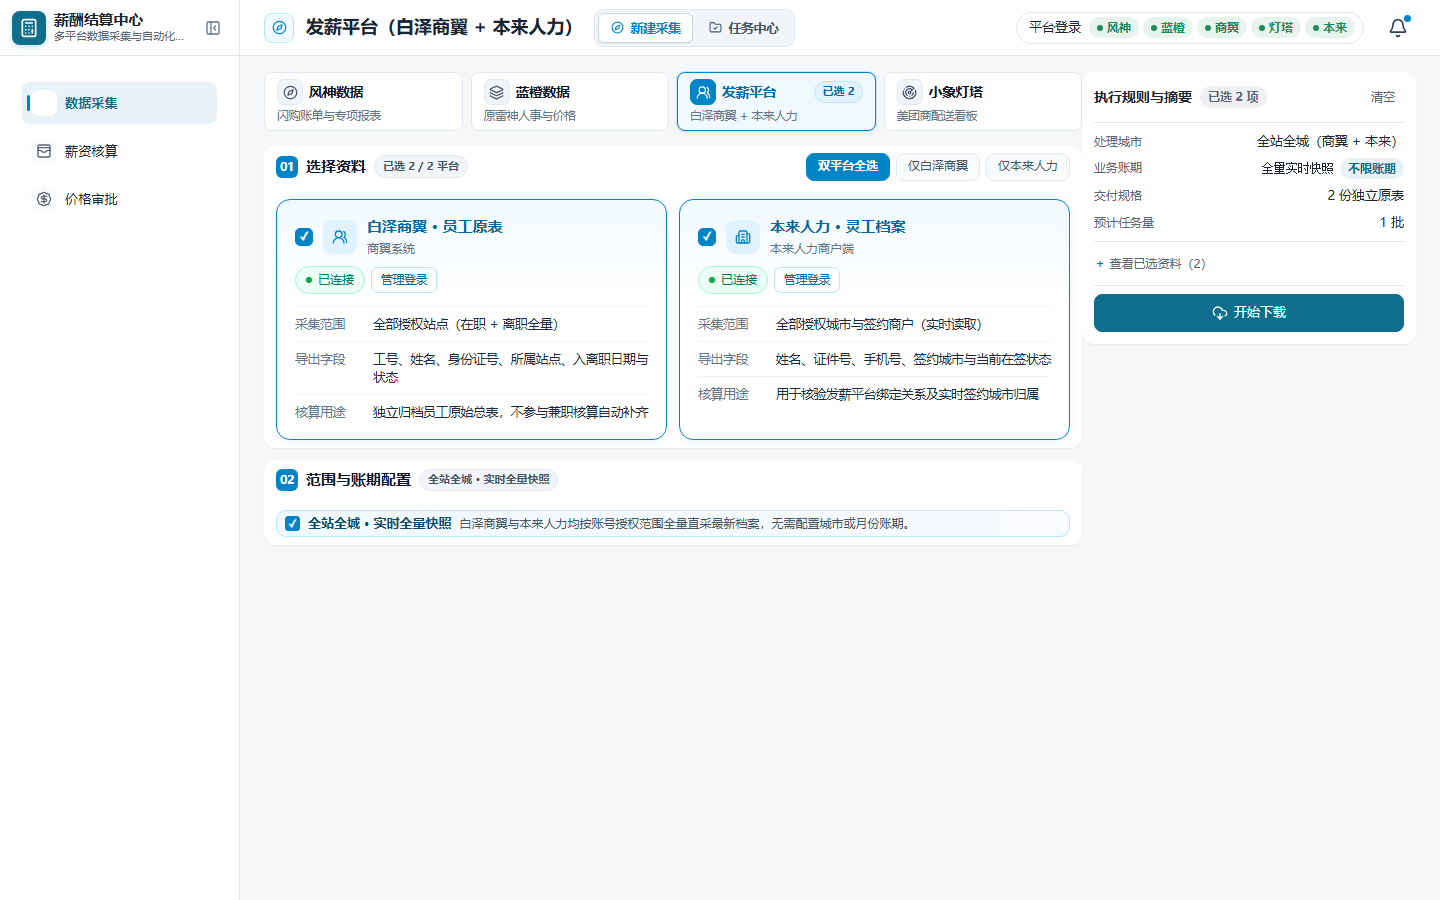 薪酬结算中心
多平台数据采集与自动化...
数据采集
薪资核算
价格审批
发薪平台（白泽商翼 + 本来人力）
新建采集
任务中心
平台登录
风神
蓝橙
商翼
灯塔
本来
风神数据
闪购账单与专项报表
蓝橙数据
原雷神人事与价格
发薪平台
已选 2
白泽商翼 + 本来人力
小象灯塔
美团商配送看板
01 选择资料 已选 2 / 2 平台
双平台全选
仅白泽商翼
仅本来人力
白泽商翼 • 员工原表
商翼系统
已连接
管理登录
采集范围 全部授权站点（在职 + 离职全量）
导出字段 工号、姓名、身份证号、所属站点、入离职日期与
状态
核算用途 独立归档员工原始总表，不参与兼职核算自动补齐
本来人力 • 灵工档案
本来人力商户端
已连接
管理登录
采集范围 全部授权城市与签约商户（实时读取）
导出字段 姓名、证件号、手机号、签约城市与当前在签状态
核算用途 用于核验发薪平台绑定关系及实时签约城市归属
02 范围与账期配置 全站全城 • 实时全量快照
全站全城 • 实时全量快照 白泽商翼与本来人力均按账号授权范围全量直采最新档案，无需配置城市或月份账期。
执行规则与摘要 已选 2 项 清空
处理城市 全站全城（商翼 + 本来）
业务账期 全量实时快照 不限账期
交付规格 2 份独立原表
预计任务量 1 批
+ 查看已选资料（2）
开始下载